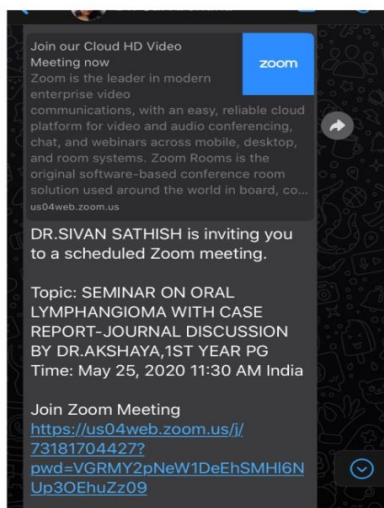 Join our Cloud HD Video
Meeting now
zoom
Zoom is the leader in modern
enterprise video
communications, with an easy, reliable cloud
platform for video and audio conferencing,
chat, and webinars across mobile, desktop,
and room systems. Zoom Rooms is the
original software-based conference room
solution used around the world in board, co...
us04web.zoom.us
DR.SIVAN SATHISH is inviting you
to a scheduled Zoom meeting.
Topic: SEMINAR ON ORAL
LYMPHANGIOMA WITH CASE
REPORT-JOURNAL DISCUSSION
BY DR.AKSHAYA,1ST YEAR PG
Time: May 25, 2020 11:30 AM India
Join Zoom Meeting
https://us04web.zoom.us/j/
73181704427?
pwd=VGRMY2pNeW1DeEhSMHl6N
Up3OEhuZz09